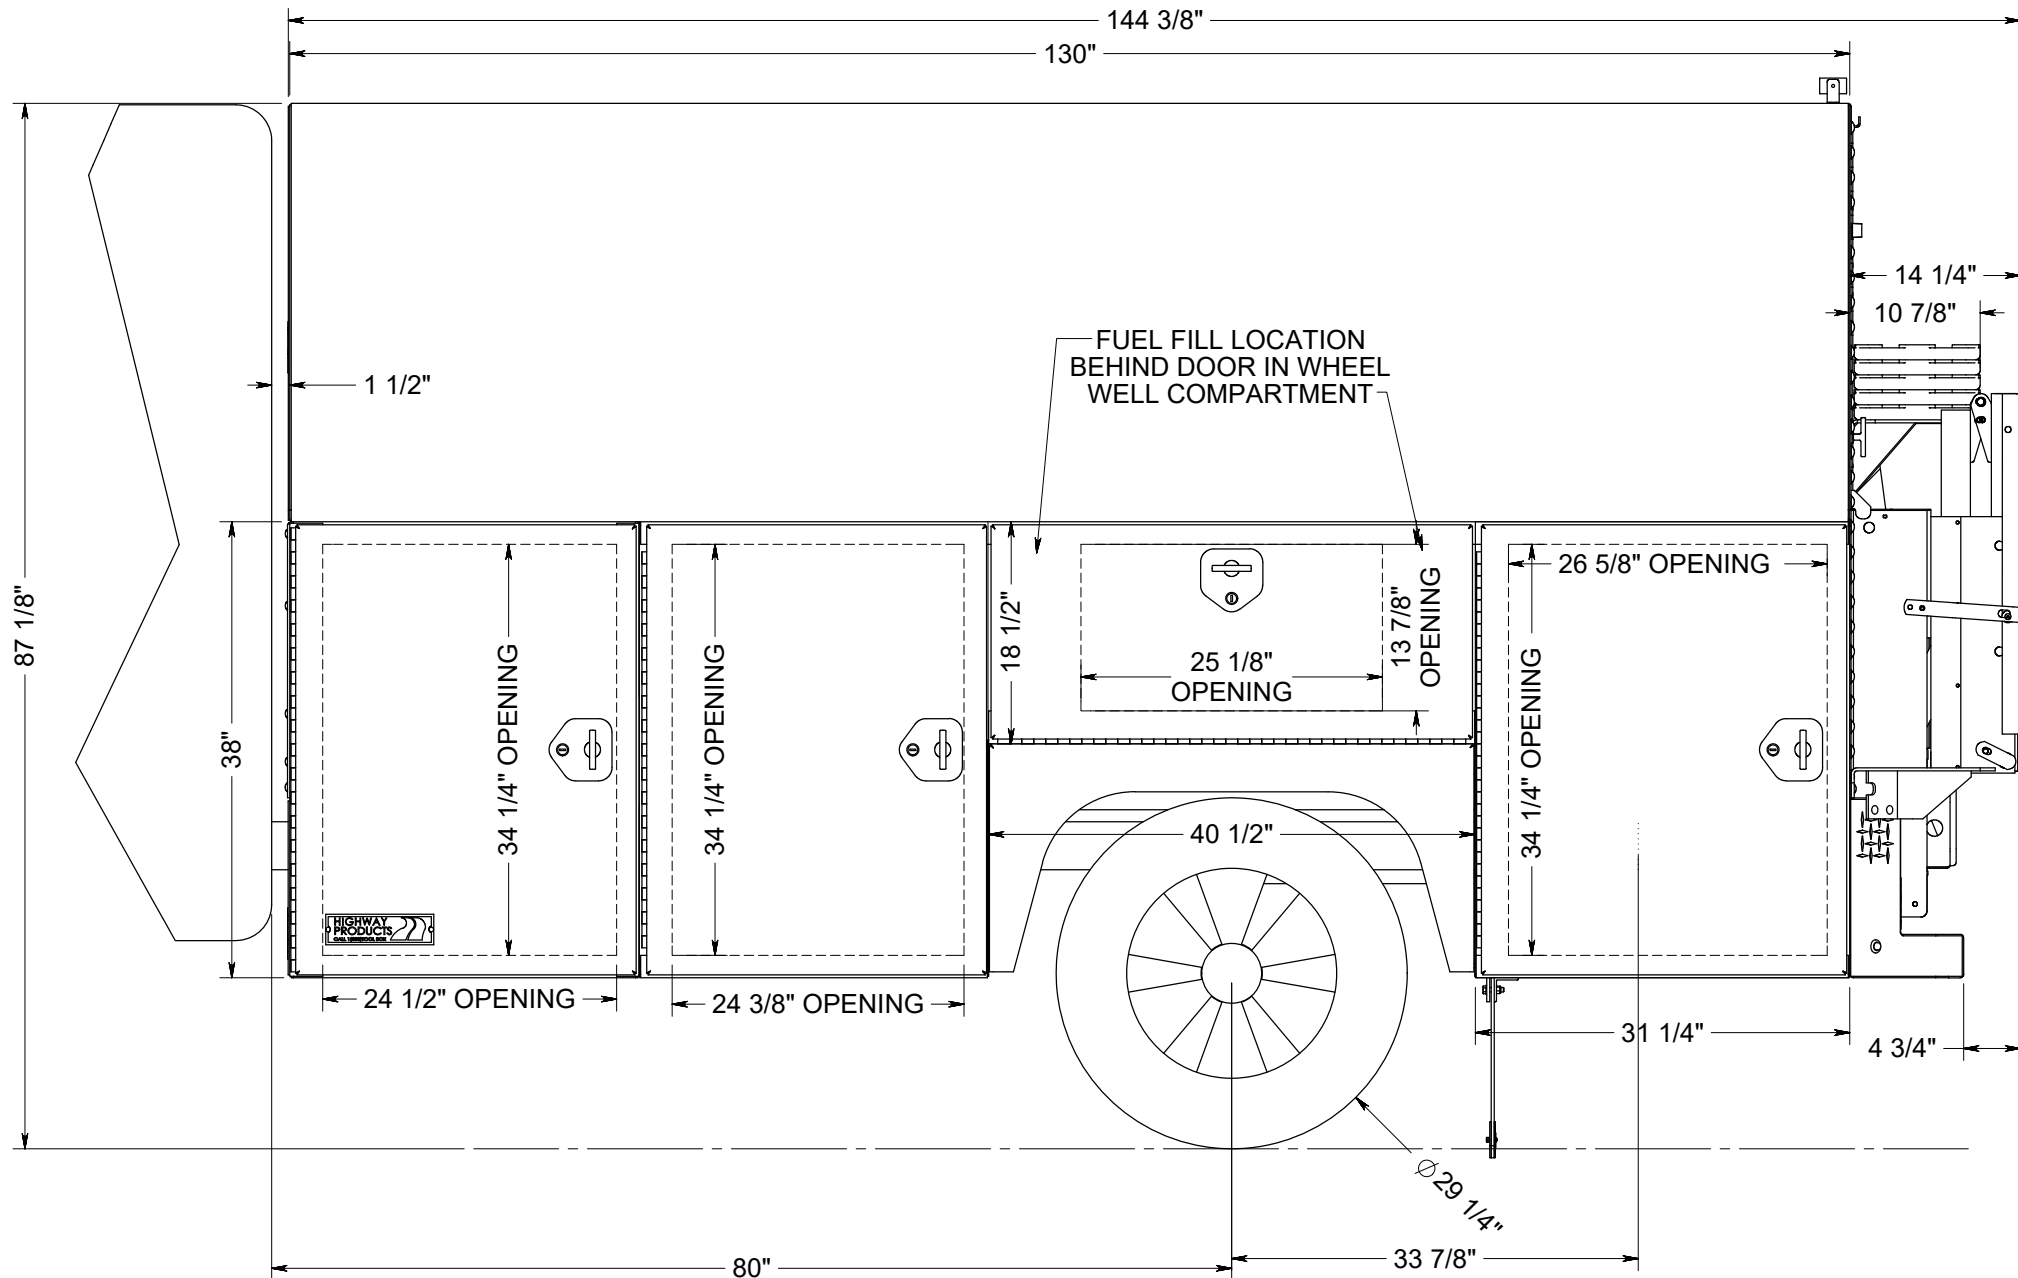 144 3/8"
130"
14 1/4"
10 7/8"
FUEL FILL LOCATION
BEHIND DOOR IN WHEEL
WELL COMPARTMENT
1 1/2"
87 1/8"
38"
34 1/4" OPENING
34 1/4" OPENING
18 1/2"
25 1/8"
OPENING
13 7/8"
OPENING
26 5/8" OPENING
34 1/4" OPENING
40 1/2"
HIGHWAY
PRODUCTS
24 1/2" OPENING
24 3/8" OPENING
31 1/4"
4 3/4"
Ø29 1/4"
33 7/8"
80"